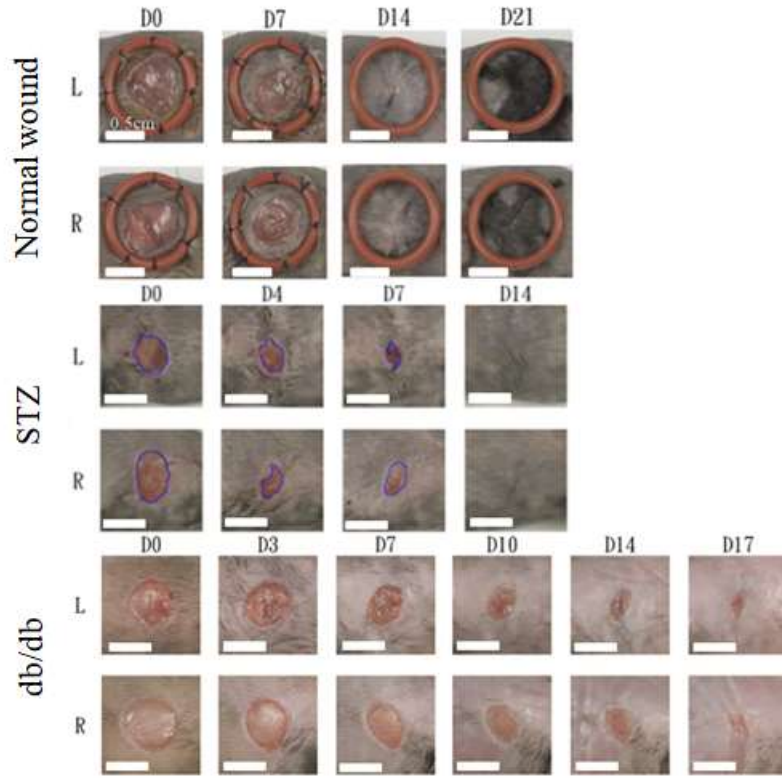 Normal wound
D0 D7 D14 D21
L
0.5cm
R
STZ
D0 D4 D7 D14
L
R
db/db
D0 D3 D7 D10 D14 D17
L
R